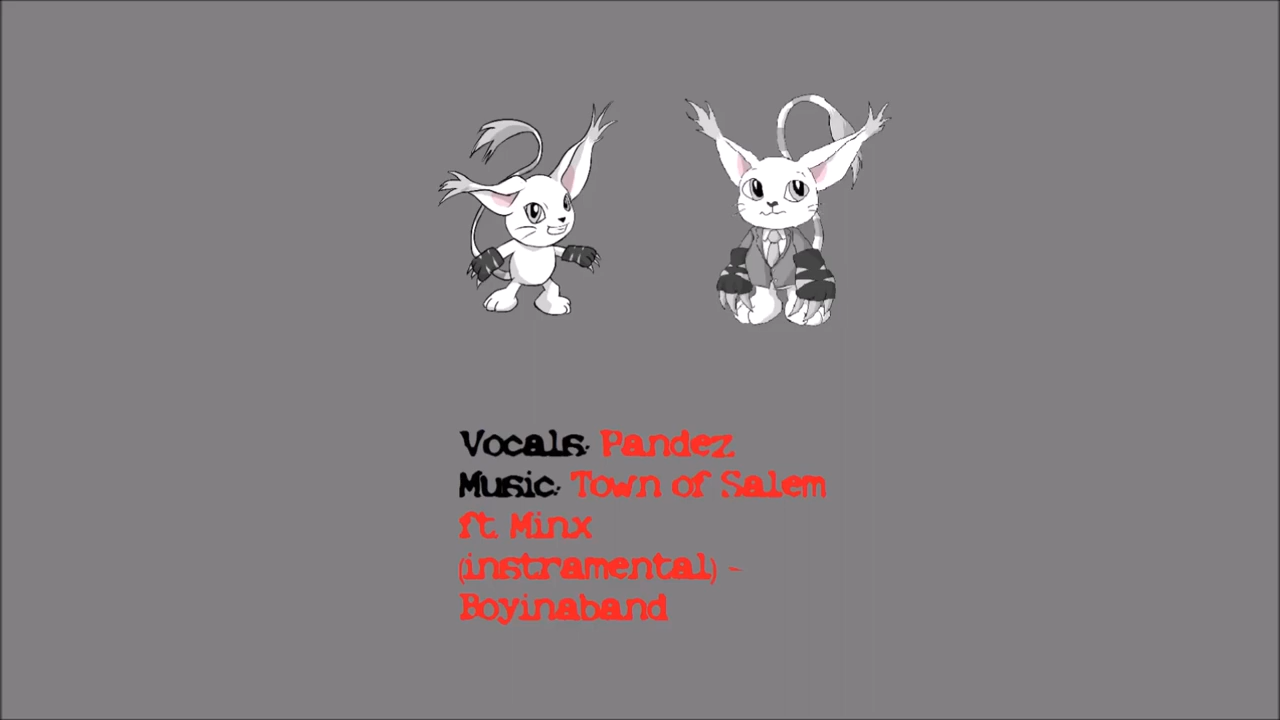 Vocals: Pandez
Music: Town of Salem
ft. Minx
(instramental) -
Boyinaband